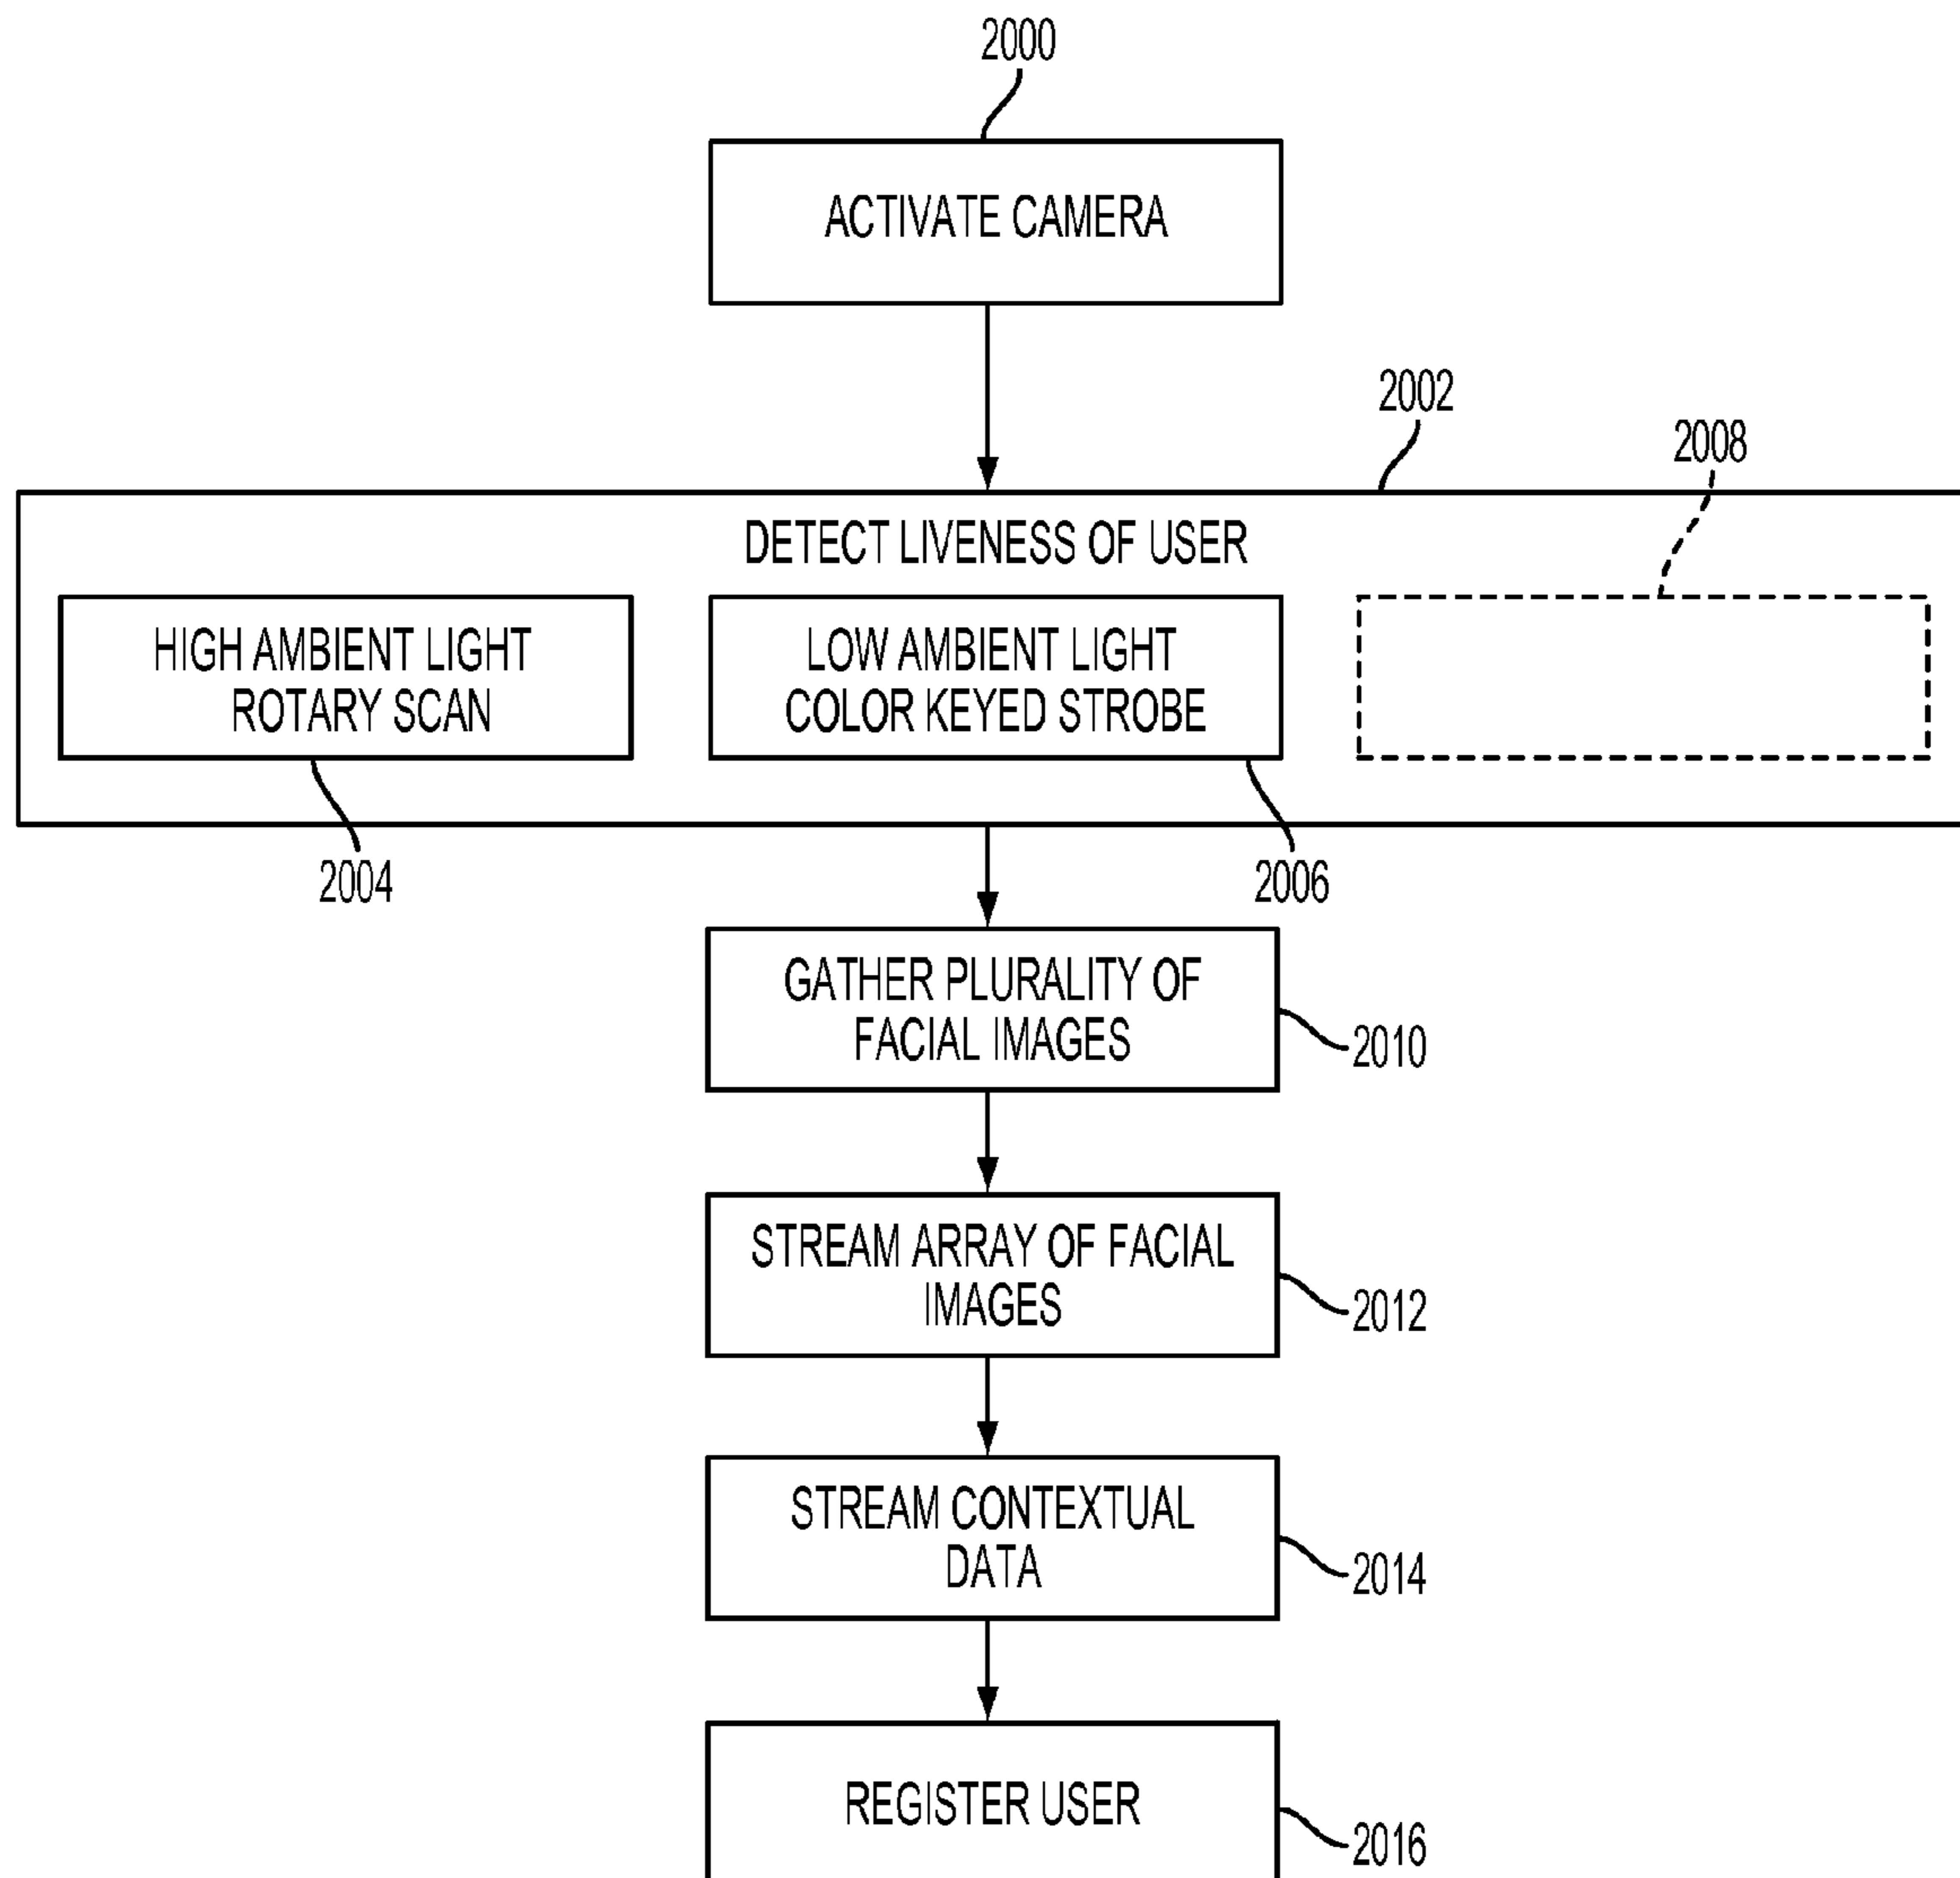 2000
ACTIVATE CAMERA
2002
2008
DETECT LIVENESS OF USER
HIGH AMBIENT LIGHT
ROTARY SCAN
LOW AMBIENT LIGHT
COLOR KEYED STROBE
2004
2006
GATHER PLURALITY OF
FACIAL IMAGES
2010
STREAM ARRAY OF FACIAL
IMAGES
2012
STREAM CONTEXTUAL
DATA
2014
REGISTER USER
2016